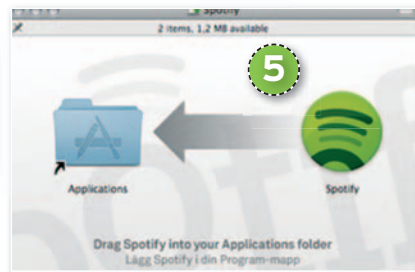 Spotify
2 items, 1,2 MB available
5
Applications
Spotify
Drag Spotify into your Applications folder
Lägg Spotify i din Program-mapp